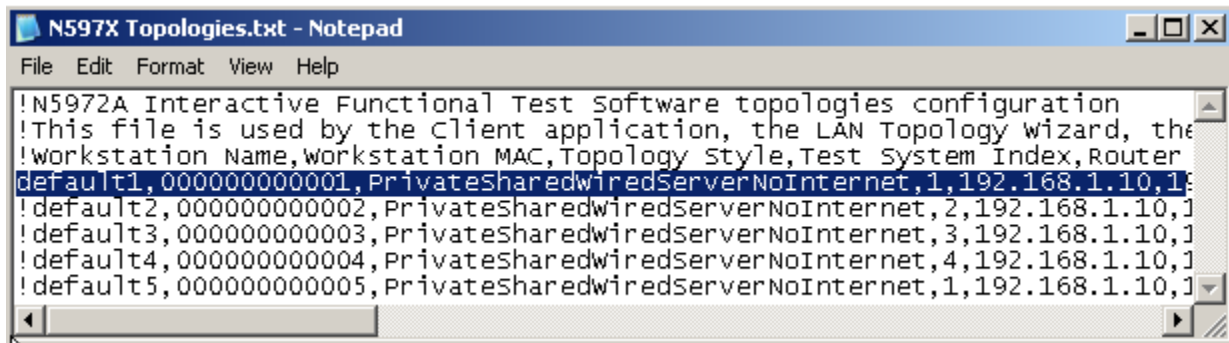 N597X Topologies.txt - Notepad
File Edit Format View Help
!N5972A Interactive Functional Test Software topologies configuration
!This file is used by the Client application, the LAN Topology Wizard, the
!Workstation Name,Workstation MAC,Topology Style,Test System Index,Router
default1,000000000001,PrivateSharedWiredServerNoInternet,1,192.168.1.10,19
!default2,000000000002,PrivateSharedWiredServerNoInternet,2,192.168.1.10,1
!default3,000000000003,PrivateSharedWiredServerNoInternet,3,192.168.1.10,1
!default4,000000000004,PrivateSharedWiredServerNoInternet,4,192.168.1.10,1
!default5,000000000005,PrivateSharedWiredServerNoInternet,1,192.168.1.10,1